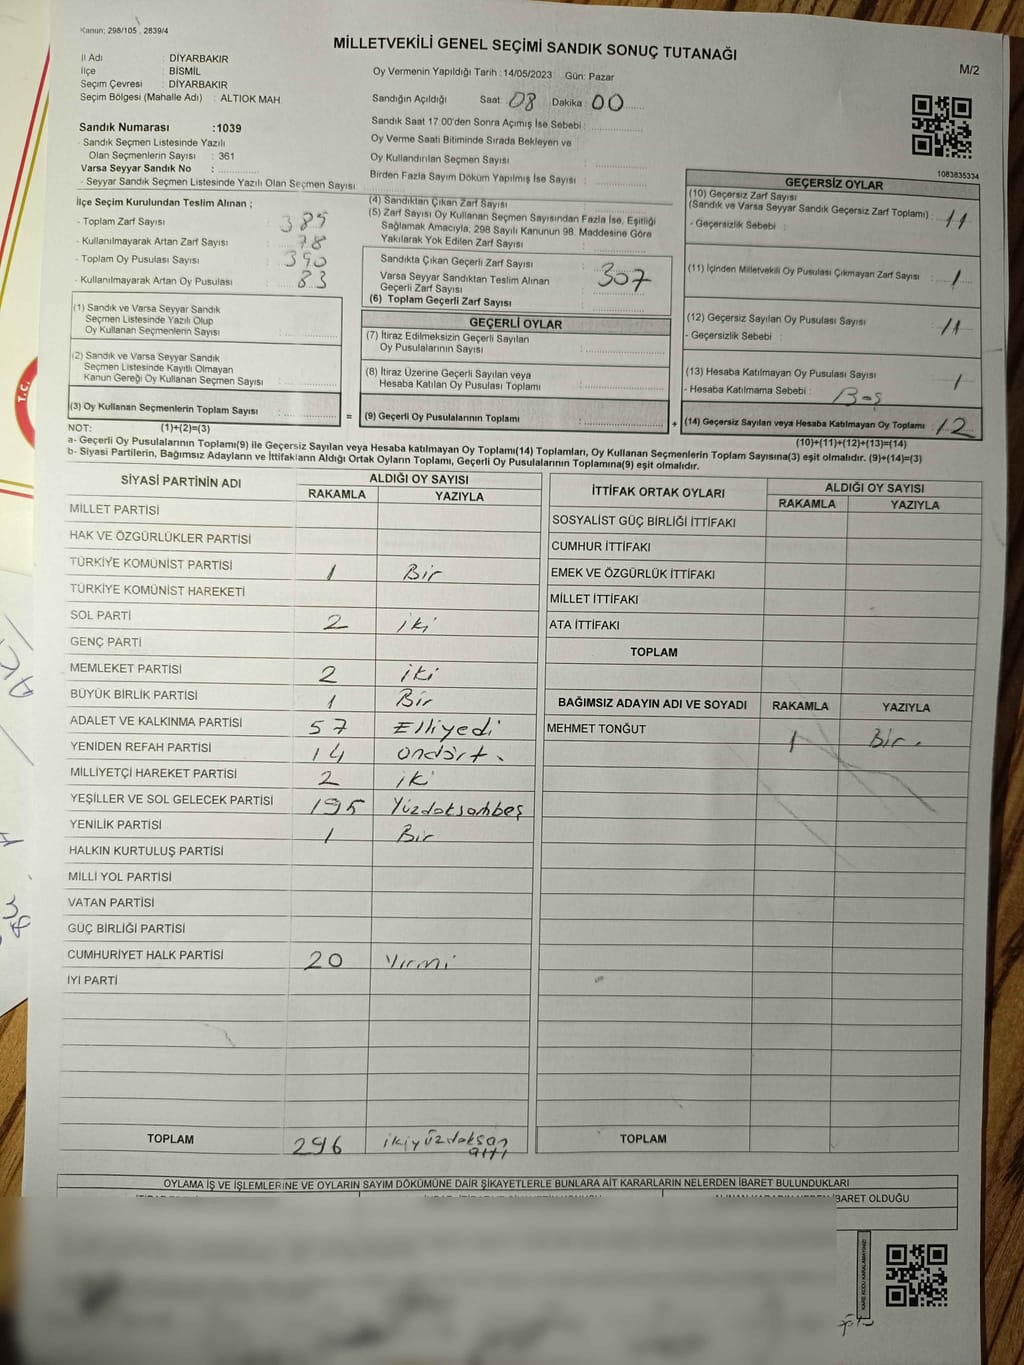 Kanun: 298/105 , 2839/4
MİLLETVEKİLİ GENEL SEÇİMİ SANDIK SONUÇ TUTANAĞI
M/2
İl Adı : DİYARBAKIR
İlçe : BİSMİL
Seçim Çevresi : DİYARBAKIR
Seçim Bölgesi (Mahalle Adı) : ALTIOK MAH.
Oy Vermenin Yapıldığı Tarih : 14/05/2023 Gün: Pazar
Sandığın Açıldığı Saat: 08 Dakika : 00
Sandık Saat 17.00'den Sonra Açımış İse Sebebi :
Oy Verme Saati Bitiminde Sırada Bekleyen ve
Oy Kullandırılan Seçmen Sayısı :
Birden Fazla Sayım Döküm Yapılmış İse Sayısı :
Sandık Numarası :1039
- Sandık Seçmen Listesinde Yazılı
Olan Seçmenlerin Sayısı : 361
Varsa Seyyar Sandık No :
- Seyyar Sandık Seçmen Listesinde Yazılı Olan Seçmen Sayısı:
1083835334
İlçe Seçim Kurulundan Teslim Alınan ;
- Toplam Zarf Sayısı : 385
- Kullanılmayarak Artan Zarf Sayısı : 78
- Toplam Oy Pusulası Sayısı : 390
- Kullanılmayarak Artan Oy Pusulası : 83
(1) Sandık ve Varsa Seyyar Sandık
Seçmen Listesinde Yazılı Olup
Oy Kullanan Seçmenlerin Sayısı :
(2) Sandık ve Varsa Seyyar Sandık
Seçmen Listesinde Kayıtlı Olmayan
Kanun Gereği Oy Kullanan Seçmen Sayısı :
(3) Oy Kullanan Seçmenlerin Toplam Sayısı :
(4) Sandıktan Çıkan Zarf Sayısı :
(5) Zarf Sayısı Oy Kullanan Seçmen Sayısından Fazla İse, Eşitliği
Sağlamak Amacıyla; 298 Sayılı Kanunun 98. Maddesine Göre
Yakılarak Yok Edilen Zarf Sayısı :
Sandıkta Çıkan Geçerli Zarf Sayısı : 307
Varsa Seyyar Sandıktan Teslim Alınan
Geçerli Zarf Sayısı :
(6) Toplam Geçerli Zarf Sayısı :
GEÇERLİ OYLAR
(7) İtiraz Edilmeksizin Geçerli Sayılan
Oy Pusulalarının Sayısı :
(8) İtiraz Üzerine Geçerli Sayılan veya
Hesaba Katılan Oy Pusulası Toplamı :
= (9) Geçerli Oy Pusulalarının Toplamı :
GEÇERSİZ OYLAR
(10) Geçersiz Zarf Sayısı
(Sandık ve Varsa Seyyar Sandık Geçersiz Zarf Toplamı) : 11
- Geçersizlik Sebebi :
(11) İçinden Milletvekili Oy Pusulası Çıkmayan Zarf Sayısı : 1
(12) Geçersiz Sayılan Oy Pusulası Sayısı : 11
- Geçersizlik Sebebi :
(13) Hesaba Katılmayan Oy Pusulası Sayısı : 1
- Hesaba Katılmama Sebebi : Boş
+ (14) Geçersiz Sayılan veya Hesaba Katılmayan Oy Toplamı : 12
NOT: (1)+(2)=(3)
(10)+(11)+(12)+(13)=(14)
a- Geçerli Oy Pusulalarının Toplamı(9) ile Geçersiz Sayılan veya Hesaba katılmayan Oy Toplamı(14) Toplamları, Oy Kullanan Seçmenlerin Toplam Sayısına(3) eşit olmalıdır. (9)+(14)=(3)
b- Siyasi Partilerin, Bağımsız Adayların ve İttifakların Aldığı Ortak Oyların Toplamı, Geçerli Oy Pusulalarının Toplamına(9) eşit olmalıdır.
SİYASİ PARTİNİN ADI ALDIĞI OY SAYISI
RAKAMLA YAZIYLA
MİLLET PARTİSİ
HAK VE ÖZGÜRLÜKLER PARTİSİ
TÜRKİYE KOMÜNİST PARTİSİ 1 Bir
TÜRKİYE KOMÜNİST HAREKETİ
SOL PARTİ 2 iki
GENÇ PARTİ
MEMLEKET PARTİSİ 2 iki
BÜYÜK BİRLİK PARTİSİ 1 Bir
ADALET VE KALKINMA PARTİSİ 57 Elliyedi
YENİDEN REFAH PARTİSİ 14 ondört.
MİLLİYETÇİ HAREKET PARTİSİ 2 iki
YEŞİLLER VE SOL GELECEK PARTİSİ 195 Yüzdoksanbeş
YENİLİK PARTİSİ 1 Bir
HALKIN KURTULUŞ PARTİSİ
MİLLİ YOL PARTİSİ
VATAN PARTİSİ
GÜÇ BİRLİĞİ PARTİSİ
CUMHURİYET HALK PARTİSİ 20 Yirmi
İYİ PARTİ
TOPLAM 296 ikiyüzdoksan
altı
İTTİFAK ORTAK OYLARI ALDIĞI OY SAYISI
RAKAMLA YAZIYLA
SOSYALİST GÜÇ BİRLİĞİ İTTİFAKI
CUMHUR İTTİFAKI
EMEK VE ÖZGÜRLÜK İTTİFAKI
MİLLET İTTİFAKI
ATA İTTİFAKI
TOPLAM
BAĞIMSIZ ADAYIN ADI VE SOYADI RAKAMLA YAZIYLA
MEHMET TONĞUT 1 Bir.
TOPLAM
OYLAMA İŞ VE İŞLEMLERİNE VE OYLARIN SAYIM DÖKÜMÜNE DAİR ŞİKAYETLERLE BUNLARA AİT KARARLARIN NELERDEN İBARET BULUNDUKLARI
İBARET OLDUĞU
KARE KODU KARALAMAYINIZ!
T.C.